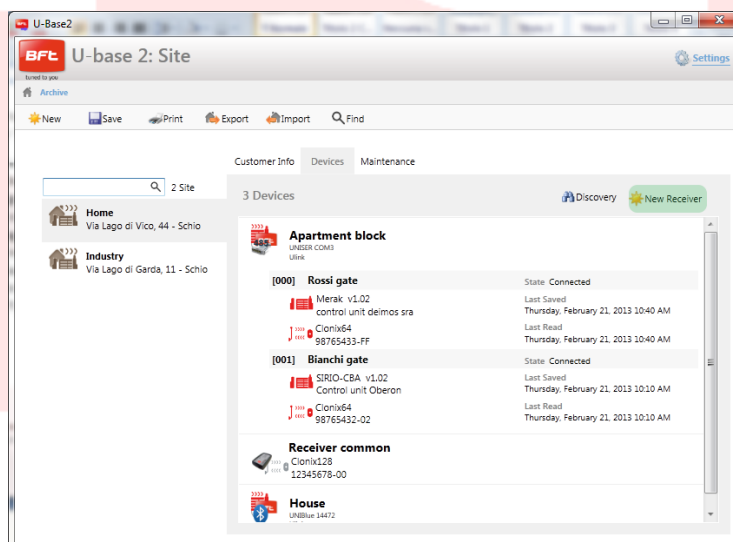 U-Base2
BFt U-base 2: Site
Settings
tuned to you
Archive
New Save Print Export Import Find
Customer Info Devices Maintenance
2 Site
3 Devices Discovery New Receiver
Home
Via Lago di Vico, 44 - Schio
Industry
Via Lago di Garda, 11 - Schio
485
Apartment block
UNISER COM3
Ulink
[000] Rossi gate State Connected
Merak v1.02 Last Saved
control unit deimos sra Thursday, February 21, 2013 10:40 AM
Clonix64 Last Read
98765433-FF Thursday, February 21, 2013 10:40 AM
[001] Bianchi gate State Connected
SIRIO-CBA v1.02 Last Saved
Control unit Oberon Thursday, February 21, 2013 10:10 AM
Clonix64 Last Read
98765432-02 Thursday, February 21, 2013 10:10 AM
Receiver common
Clonix128
12345678-00
House
UNIBlue 14472